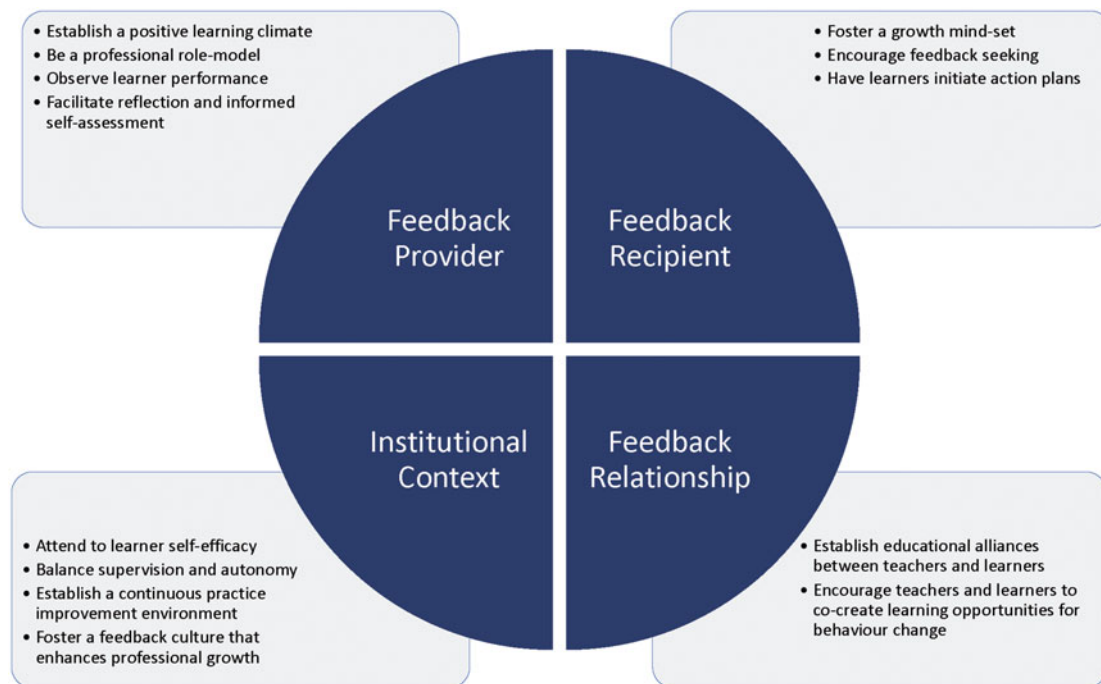 • Establish a positive learning climate
• Be a professional role-model
• Observe learner performance
• Facilitate reflection and informed
self-assessment
• Foster a growth mind-set
• Encourage feedback seeking
• Have learners initiate action plans
Feedback
Provider
Feedback
Recipient
Institutional
Context
Feedback
Relationship
• Attend to learner self-efficacy
• Balance supervision and autonomy
• Establish a continuous practice
improvement environment
• Foster a feedback culture that
enhances professional growth
• Establish educational alliances
between teachers and learners
• Encourage teachers and learners to
co-create learning opportunities for
behaviour change